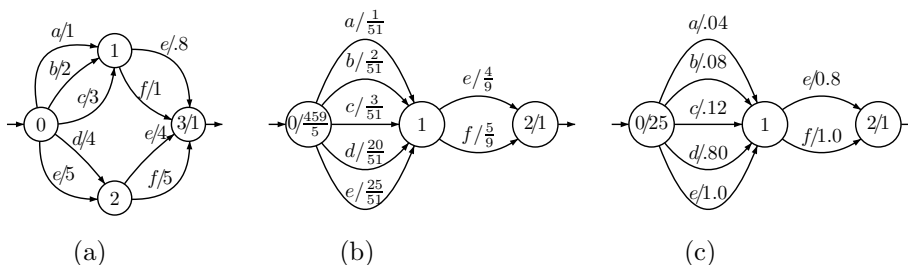 a/1
b/2
c/3
d/4
e/5
e/.8
f/1
e/4
f/5
0
1
2
3/1
(a)
a/1/51
b/2/51
c/3/51
d/20/51
e/25/51
e/4/9
f/5/9
0/459/5
1
2/1
(b)
a/.04
b/.08
c/.12
d/.80
e/1.0
e/0.8
f/1.0
0/25
1
2/1
(c)